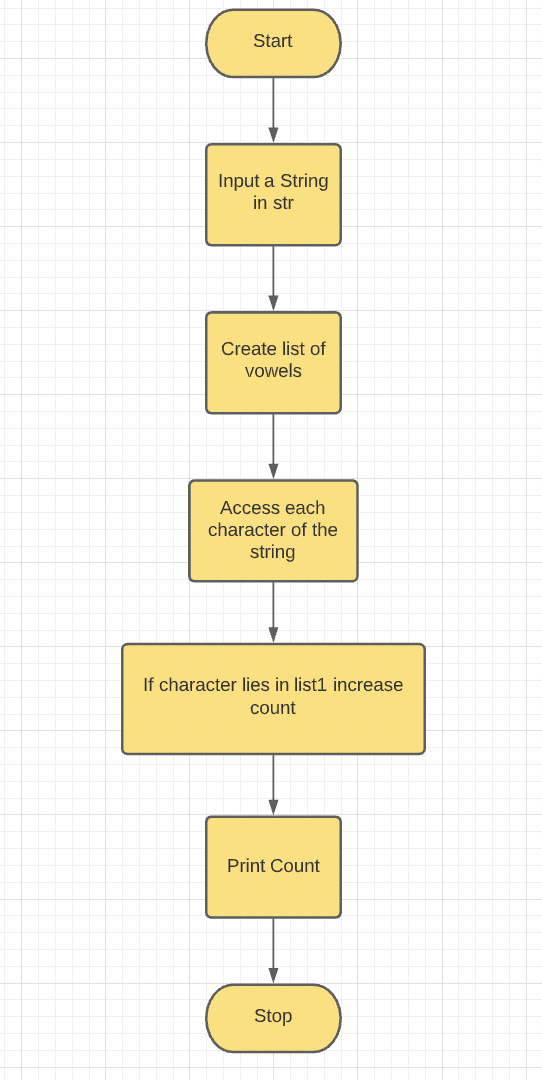 Start
Input a String
in str
Create list of
vowels
Access each
character of the
string
If character lies in list1 increase
count
Print Count
Stop